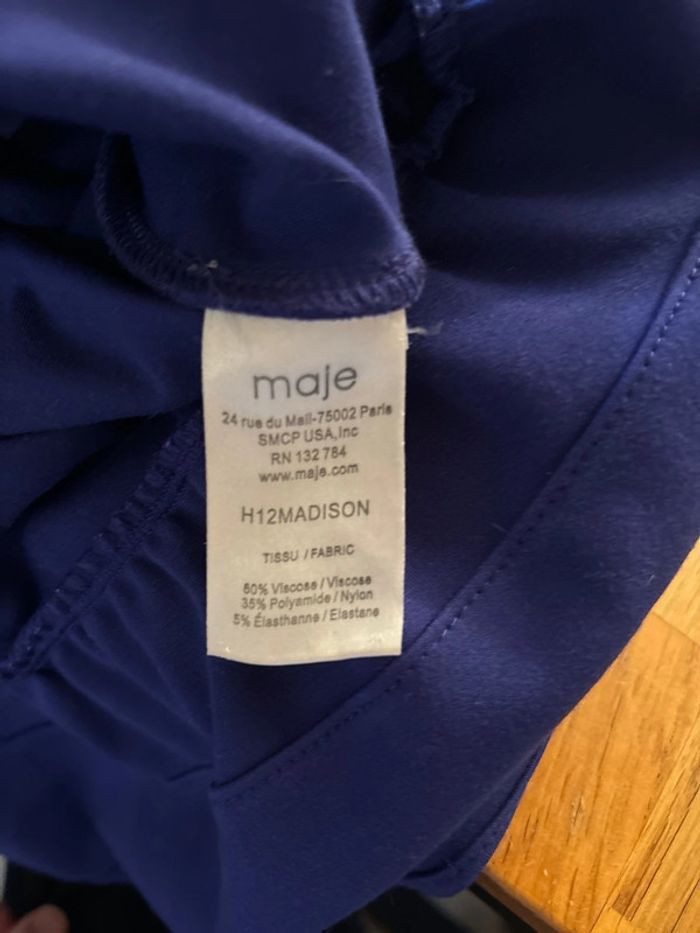 maje
24 rue du Mail-75002 Paris
SMCP USA,Inc
RN 132 784
www.maje.com
H12MADISON
TISSU / FABRIC
60% Viscose / Viscose
35% Polyamide / Nylon
5% Élasthanne / Elastane